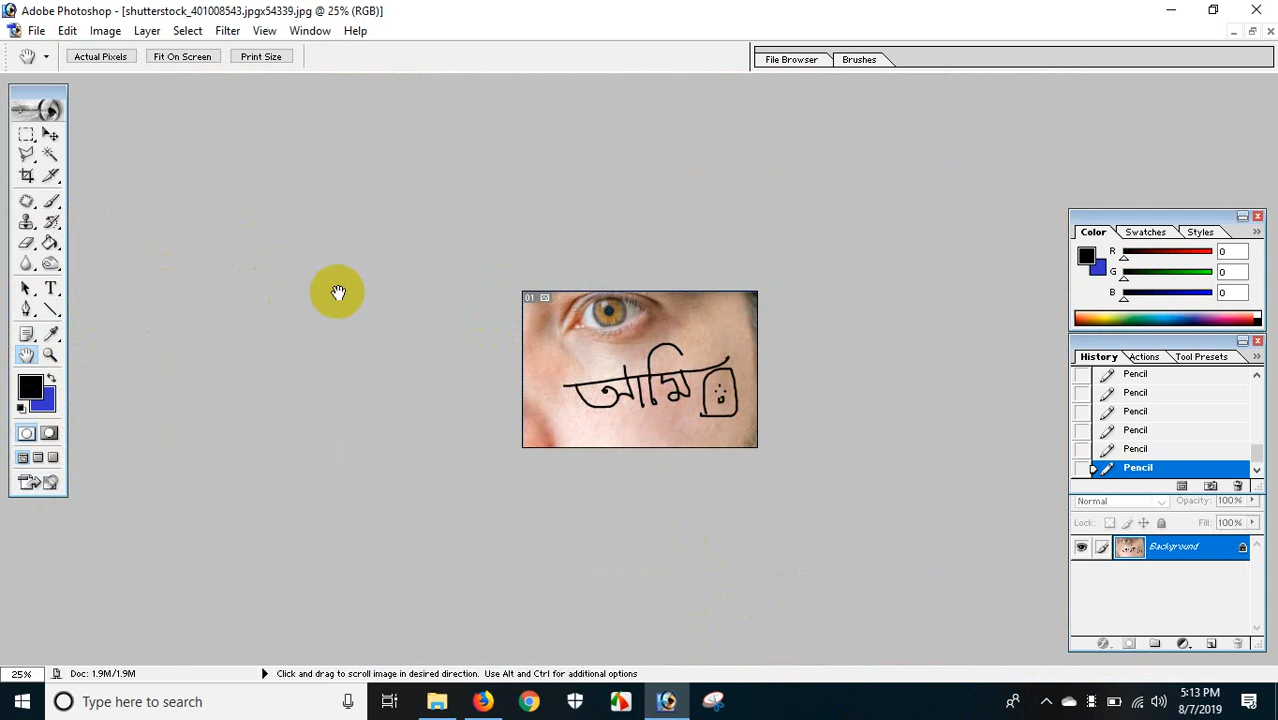 Adobe Photoshop - [shutterstock_401008543.jpgx54339.jpg @ 25% (RGB)]
File Edit Image Layer Select Filter View Window Help
Actual Pixels Fit On Screen Print Size File Browser Brushes
Color Swatches Styles
R 0
G 0
B 0
01
আমি
History Actions Tool Presets
Pencil
Pencil
Pencil
Pencil
Pencil
Pencil
Normal Opacity: 100%
Lock: Fill: 100%
Background
25% Doc: 1.9M/1.9M Click and drag to scroll image in desired direction. Use Alt and Ctrl for additional options
Type here to search
5:13 PM
8/7/2019